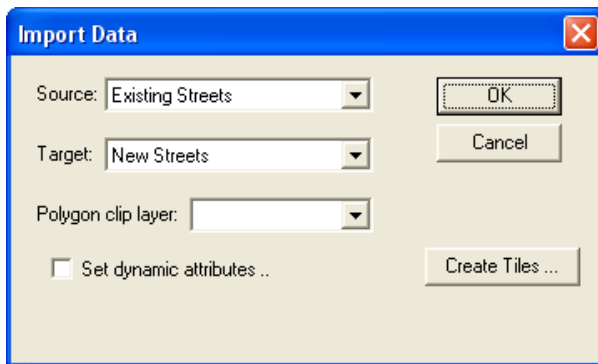 Import Data
Source: Existing Streets
OK
Target: New Streets
Cancel
Polygon clip layer:
Set dynamic attributes ..
Create Tiles ...